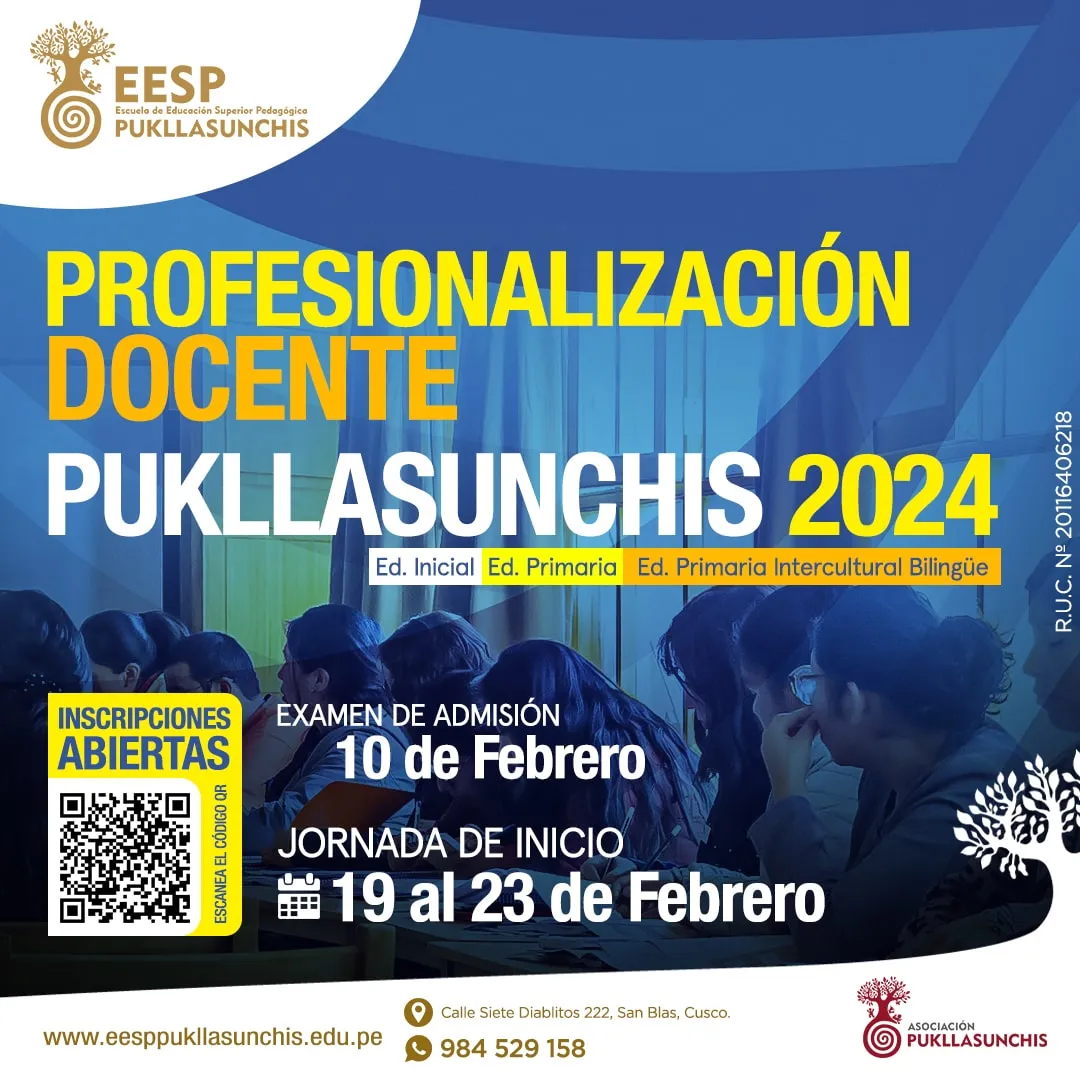 EESP
Escuela de Educación Superior Pedagógica
PUKLLASUNCHIS
PROFESIONALIZACIÓN
DOCENTE
PUKLLASUNCHIS 2024
Ed. Inicial Ed. Primaria Ed. Primaria Intercultural Bilingüe
R.U.C. Nº 20116406218
INSCRIPCIONES
ABIERTAS
ESCANEA EL CÓDIGO QR
EXAMEN DE ADMISIÓN
10 de Febrero
JORNADA DE INICIO
19 al 23 de Febrero
www.eesppukllasunchis.edu.pe
Calle Siete Diablitos 222, San Blas, Cusco.
984 529 158
ASOCIACIÓN
PUKLLASUNCHIS